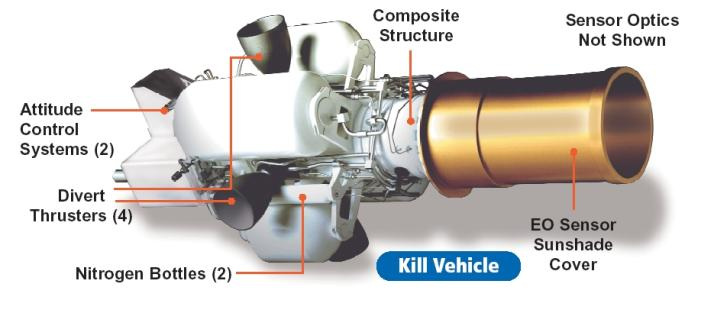 Composite
Structure
Sensor Optics
Not Shown
Attitude
Control
Systems (2)
Divert
Thrusters (4)
Nitrogen Bottles (2)
Kill Vehicle
EO Sensor
Sunshade
Cover